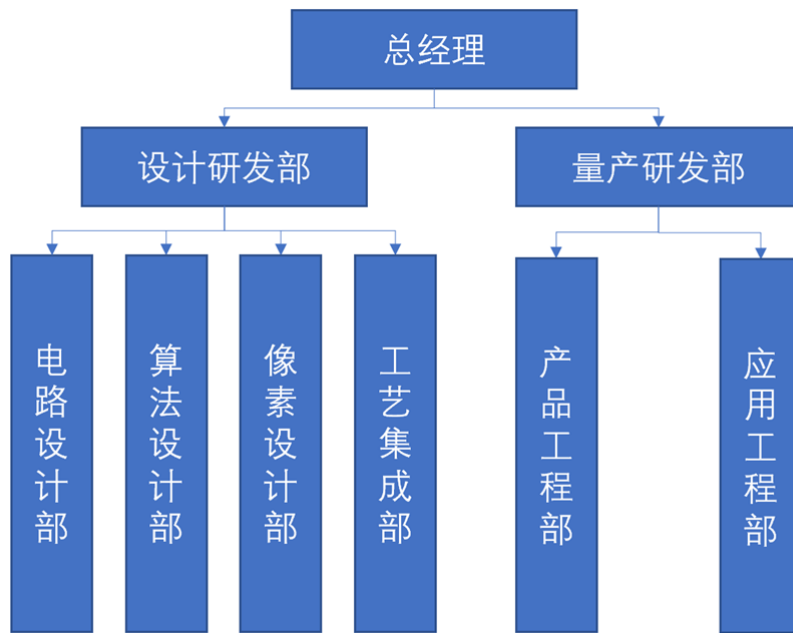 总经理
设计研发部
量产研发部
电路设计部
算法设计部
像素设计部
工艺集成部
产品工程部
应用工程部